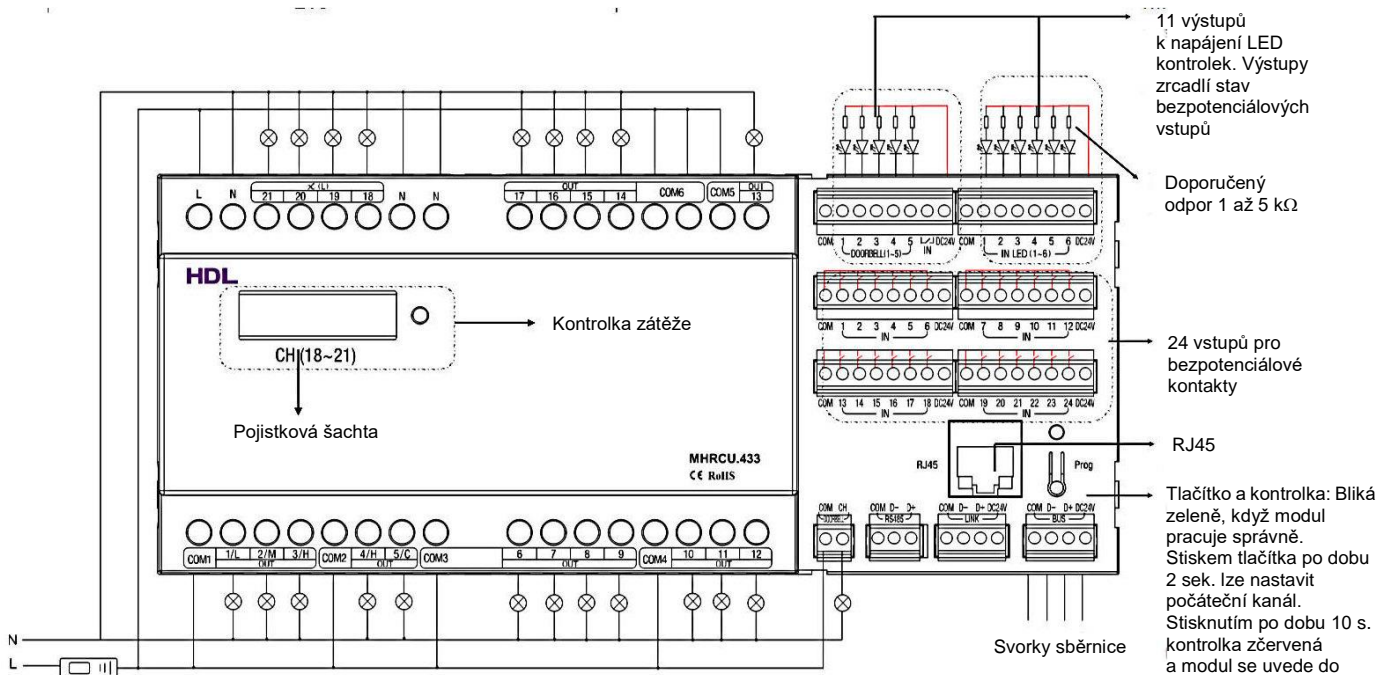 11 výstupů
k napájení LED
kontrolek. Výstupy
zrcadlí stav
bezpotenciálových
vstupů
Doporučený
odpor 1 až 5 kΩ
L N 21 20 19 18 N N
(L)
OUT
17 16 15 14 COM6 COM5 OUT 13
COM 1 2 3 4 5 IN DC24V COM 1 2 3 4 5 6 DC24V
DOORBELL(1~5) IN LED (1~6)
HDL
CH (18~21)
Kontrolka zátěže
Pojistková šachta
COM 1 2 3 4 5 6 DC24V COM 7 8 9 10 11 12 DC24V
IN IN
24 vstupů pro
bezpotenciálové
kontakty
COM 13 14 15 16 17 18 DC24V COM 19 20 21 22 23 24 DC24V
IN IN
MHRCU.433
CE RoHS
RJ45 Prog
RJ45
Tlačítko a kontrolka: Bliká
zeleně, když modul
pracuje správně.
Stiskem tlačítka po dobu
2 sek. lze nastavit
počáteční kanál.
Stisknutím po dobu 10 s.
kontrolka zčervená
a modul se uvede do
COM CH COM D- D+ COM D- D+ DC24V COM D- D+ DC24V
DOORBELL RS485 LINK BUS
COM1 1/L 2/M 3/H COM2 4/H 5/C COM3 6 7 8 9 COM4 10 11 12
OUT OUT OUT OUT
Svorky sběrnice
N
L